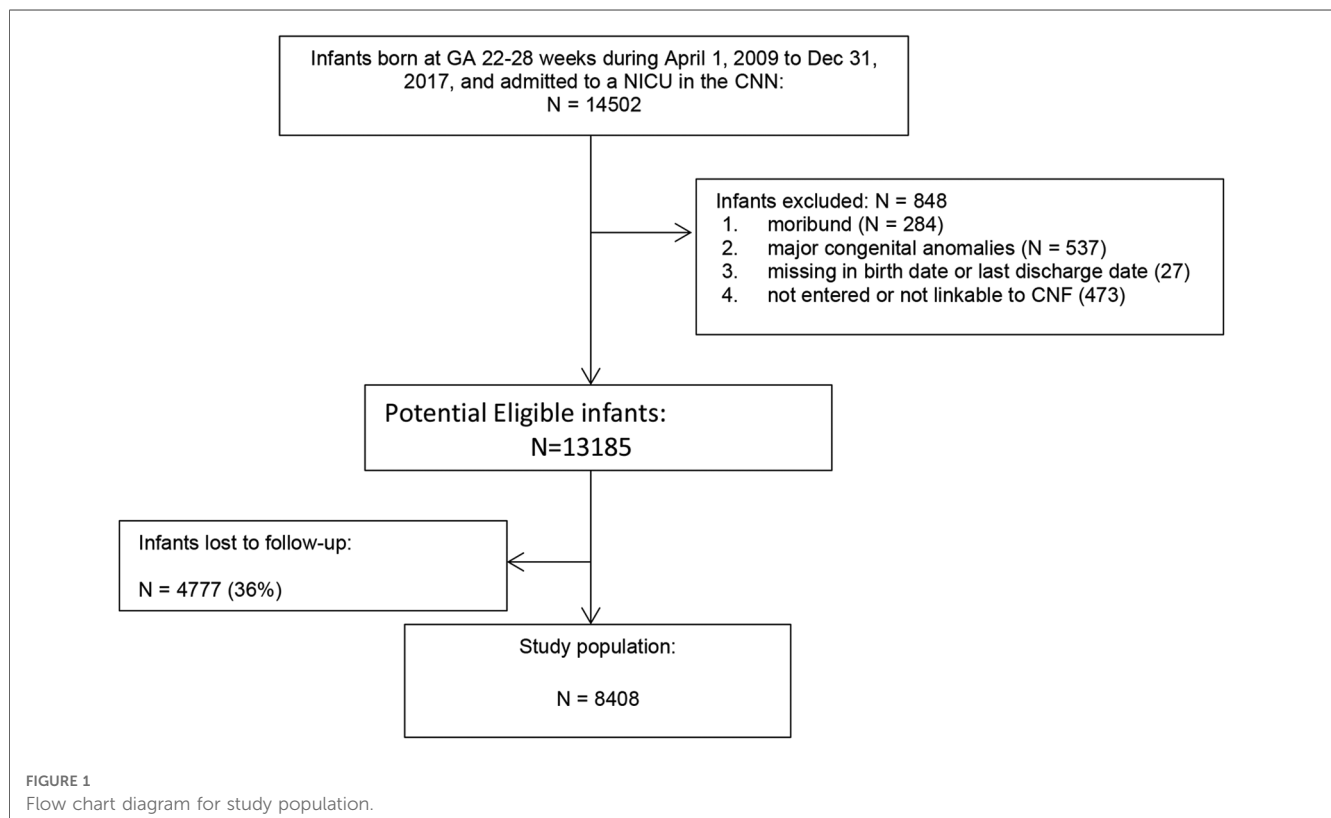 Infants born at GA 22-28 weeks during April 1, 2009 to Dec 31,
2017, and admitted to a NICU in the CNN:
N = 14502
Infants excluded: N = 848
1. moribund (N = 284)
2. major congenital anomalies (N = 537)
3. missing in birth date or last discharge date (27)
4. not entered or not linkable to CNF (473)
Potential Eligible infants:
N=13185
Infants lost to follow-up:
N = 4777 (36%)
Study population:
N = 8408
FIGURE 1
Flow chart diagram for study population.